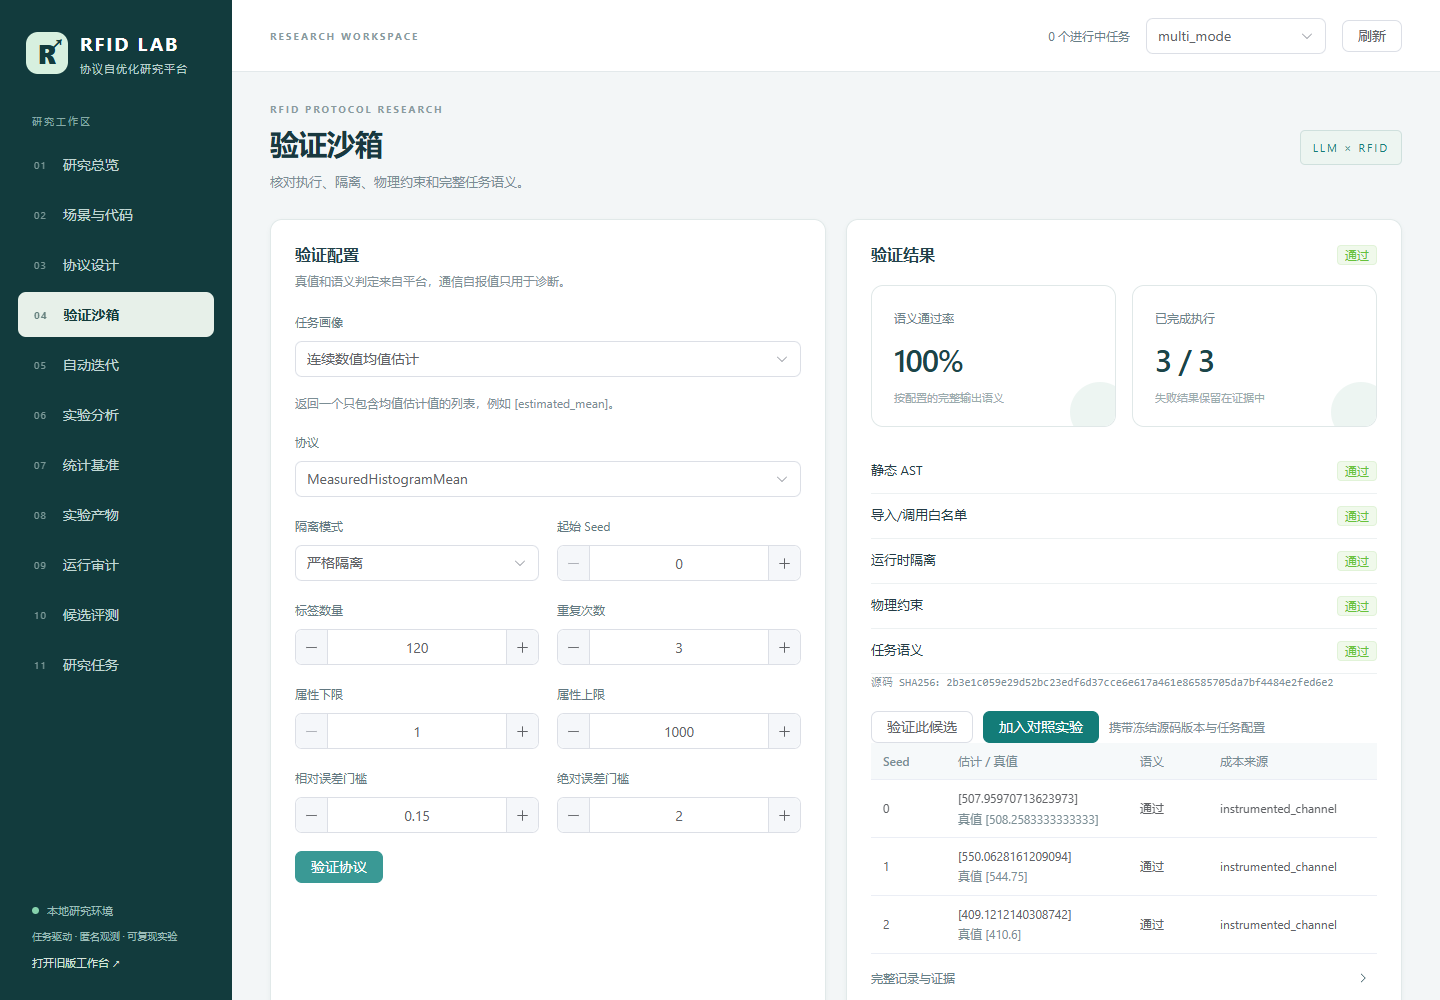 RFID LAB
协议自优化研究平台
研究工作区
01 研究总览
02 场景与代码
03 协议设计
04 验证沙箱
05 自动迭代
06 实验分析
07 统计基准
08 实验产物
09 运行审计
10 候选评测
11 研究任务
本地研究环境
任务驱动 · 匿名观测 · 可复现实验
打开旧版工作台 ↗
RESEARCH WORKSPACE
0 个进行中任务
multi_mode
刷新
RFID PROTOCOL RESEARCH
验证沙箱
核对执行、隔离、物理约束和完整任务语义。
LLM × RFID
验证配置
真值和语义判定来自平台，通信自报值只用于诊断。
任务画像
连续数值均值估计
返回一个只包含均值估计值的列表，例如 [estimated_mean]。
协议
MeasuredHistogramMean
隔离模式 起始 Seed
严格隔离 0
标签数量 重复次数
120 3
属性下限 属性上限
1 1000
相对误差门槛 绝对误差门槛
0.15 2
验证协议
验证结果 通过
语义通过率
100%
按配置的完整输出语义
已完成执行
3 / 3
失败结果保留在证据中
静态 AST 通过
导入/调用白名单 通过
运行时隔离 通过
物理约束 通过
任务语义 通过
源码 SHA256: 2b3e1c059e29d52bc23edf6d37cce6e617a461e86585705da7bf4484e2fed6e2
验证此候选 加入对照实验 携带冻结源码版本与任务配置
Seed 估计 / 真值 语义 成本来源
0 [507.95970713623973] 通过 instrumented_channel
真值 [508.2583333333333]
1 [550.0628161209094] 通过 instrumented_channel
真值 [544.75]
2 [409.1212140308742] 通过 instrumented_channel
真值 [410.6]
完整记录与证据